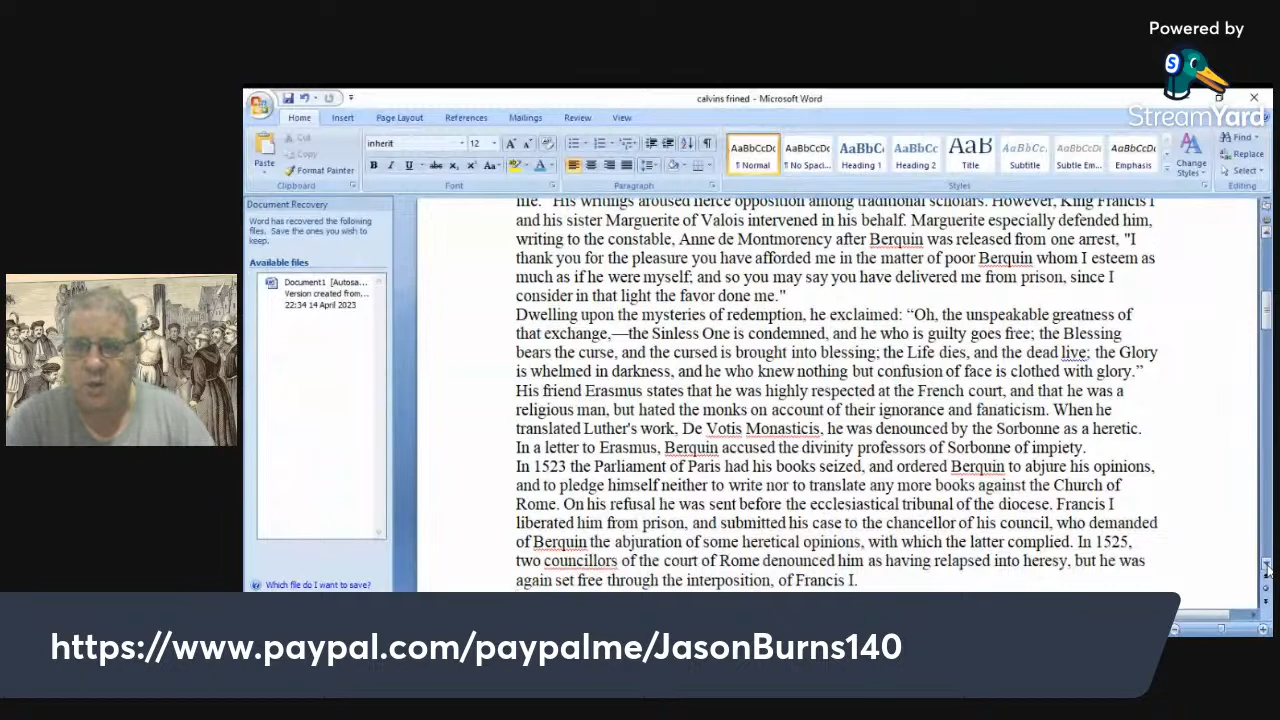 Powered by
StreamYard
calvins frined - Microsoft Word
Home Insert Page Layout References Mailings Review View
Cut
Copy
Paste
Format Painter
inherit 12
AaBbCcDc AaBbCcDc AaBbC AaBbCc AaB AaBbCc. AaBbCcDc AaBbCcDc
¶ Normal ¶ No Spaci... Heading 1 Heading 2 Title Subtitle Subtle Em... Emphasis
Change
Styles
Find
Replace
Select
Clipboard Font Paragraph Styles Editing
Document Recovery
Word has recovered the following
files. Save the ones you wish to
keep.
Available files
Document1 [Autosa...
Version created from...
22:34 14 April 2023
Which file do I want to save?
me." His writings aroused fierce opposition among traditional scholars. However, King Francis I
and his sister Marguerite of Valois intervened in his behalf. Marguerite especially defended him,
writing to the constable, Anne de Montmorency after Berquin was released from one arrest, "I
thank you for the pleasure you have afforded me in the matter of poor Berquin whom I esteem as
much as if he were myself; and so you may say you have delivered me from prison, since I
consider in that light the favor done me."
Dwelling upon the mysteries of redemption, he exclaimed: “Oh, the unspeakable greatness of
that exchange,—the Sinless One is condemned, and he who is guilty goes free; the Blessing
bears the curse, and the cursed is brought into blessing; the Life dies, and the dead live; the Glory
is whelmed in darkness, and he who knew nothing but confusion of face is clothed with glory.”
His friend Erasmus states that he was highly respected at the French court, and that he was a
religious man, but hated the monks on account of their ignorance and fanaticism. When he
translated Luther's work, De Votis Monasticis, he was denounced by the Sorbonne as a heretic.
In a letter to Erasmus, Berquin accused the divinity professors of Sorbonne of impiety.
In 1523 the Parliament of Paris had his books seized, and ordered Berquin to abjure his opinions,
and to pledge himself neither to write nor to translate any more books against the Church of
Rome. On his refusal he was sent before the ecclesiastical tribunal of the diocese. Francis I
liberated him from prison, and submitted his case to the chancellor of his council, who demanded
of Berquin the abjuration of some heretical opinions, with which the latter complied. In 1525,
two councillors of the court of Rome denounced him as having relapsed into heresy, but he was
again set free through the interposition, of Francis I.
https://www.paypal.com/paypalme/JasonBurns140